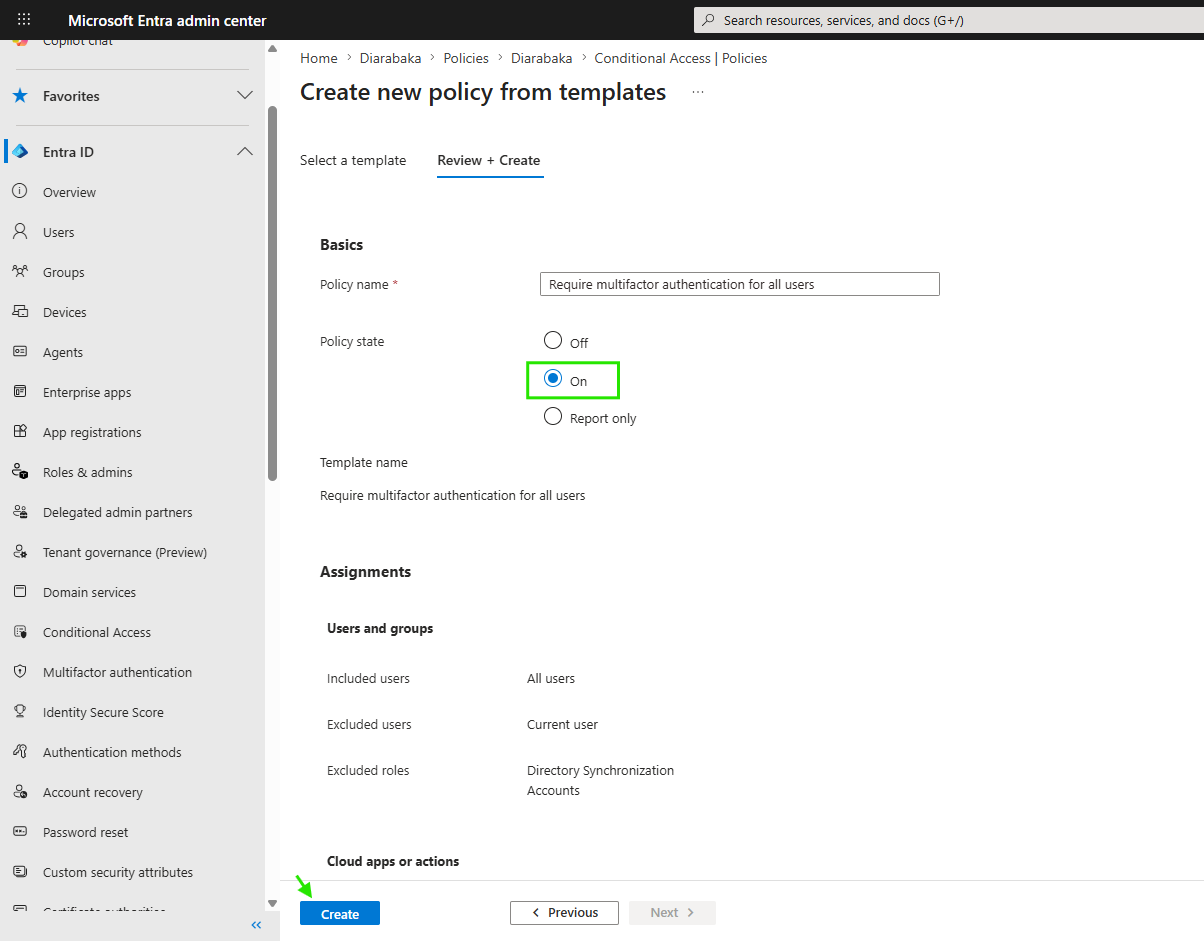 Microsoft Entra admin center
Search resources, services, and docs (G+/)
Copilot chat
Favorites
Entra ID
Overview
Users
Groups
Devices
Agents
Enterprise apps
App registrations
Roles & admins
Delegated admin partners
Tenant governance (Preview)
Domain services
Conditional Access
Multifactor authentication
Identity Secure Score
Authentication methods
Account recovery
Password reset
Custom security attributes
Certificate authorities
Home > Diarabaka > Policies > Diarabaka > Conditional Access | Policies
Create new policy from templates ...
Select a template
Review + Create
Basics
Policy name *
Require multifactor authentication for all users
Policy state
Off
On
Report only
Template name
Require multifactor authentication for all users
Assignments
Users and groups
Included users
All users
Excluded users
Current user
Excluded roles
Directory Synchronization
Accounts
Cloud apps or actions
Create
< Previous
Next >